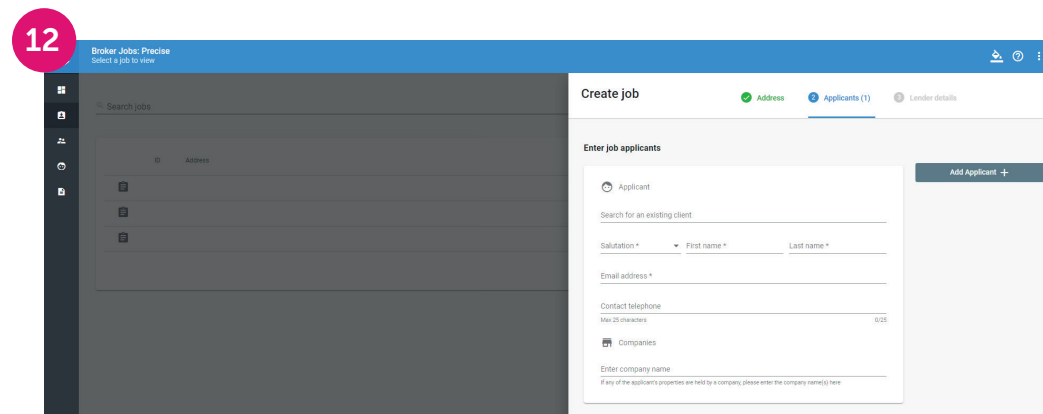 12
Broker Jobs: Precise
Select a job to view
Search jobs
ID Address
Create job
Address
2 Applicants (1)
3 Lender details
Enter job applicants
Add Applicant +
Applicant
Search for an existing client
Salutation * First name * Last name *
Email address *
Contact telephone
Max 25 characters 0/25
Companies
Enter company name
If any of the applicant's properties are held by a company, please enter the company name(s) here